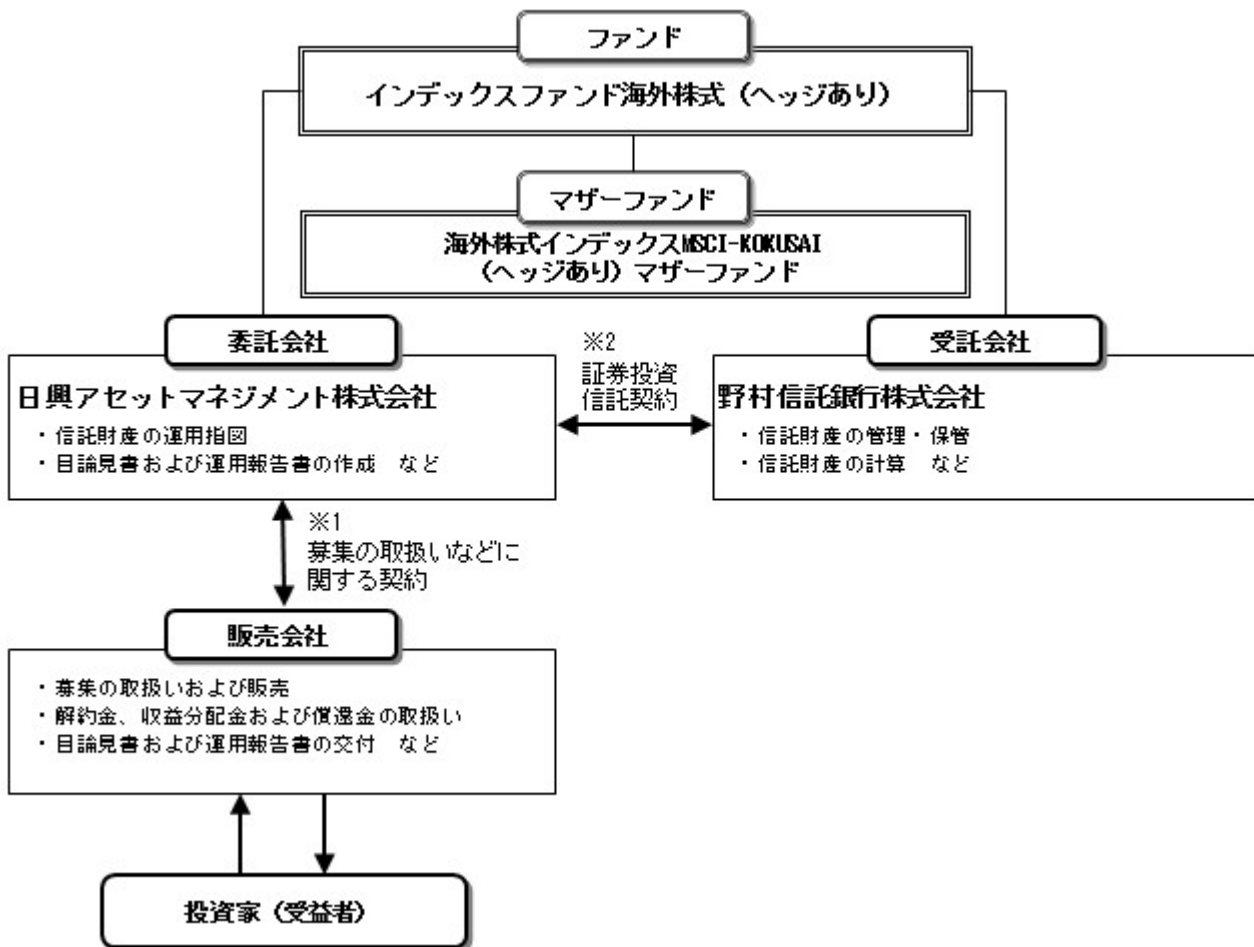 ファンド
インデックスファンド海外株式（ヘッジあり）
マザーファンド
海外株式インデックスMSCI-KOKUSAI
（ヘッジあり）マザーファンド
委託会社
日興アセットマネジメント株式会社
・信託財産の運用指図
・目論見書および運用報告書の作成　など
※2
証券投資
信託契約
受託会社
野村信託銀行株式会社
・信託財産の管理・保管
・信託財産の計算　など
※1
募集の取扱いなどに
関する契約
販売会社
・募集の取扱いおよび販売
・解約金、収益分配金および償還金の取扱い
・目論見書および運用報告書の交付　など
投資家（受益者）